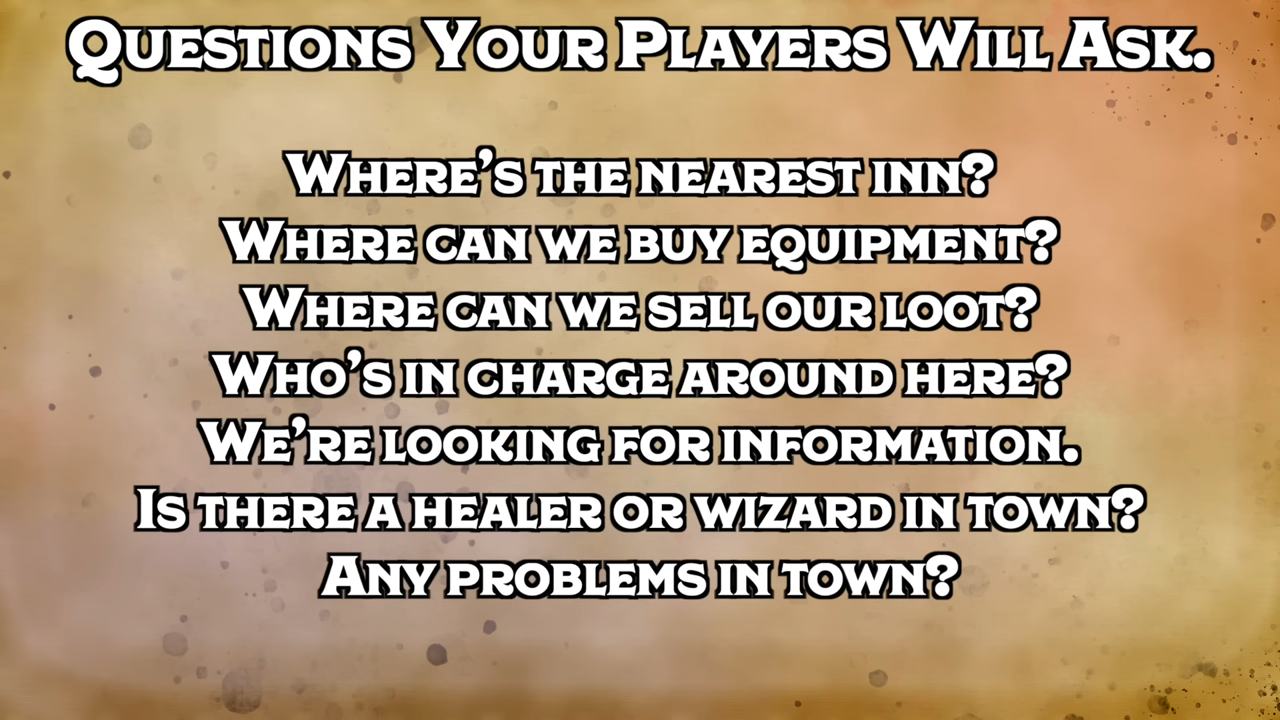 Questions Your Players Will Ask.
Where's the nearest inn?
Where can we buy equipment?
Where can we sell our loot?
Who's in charge around here?
We're looking for information.
Is there a healer or wizard in town?
Any problems in town?